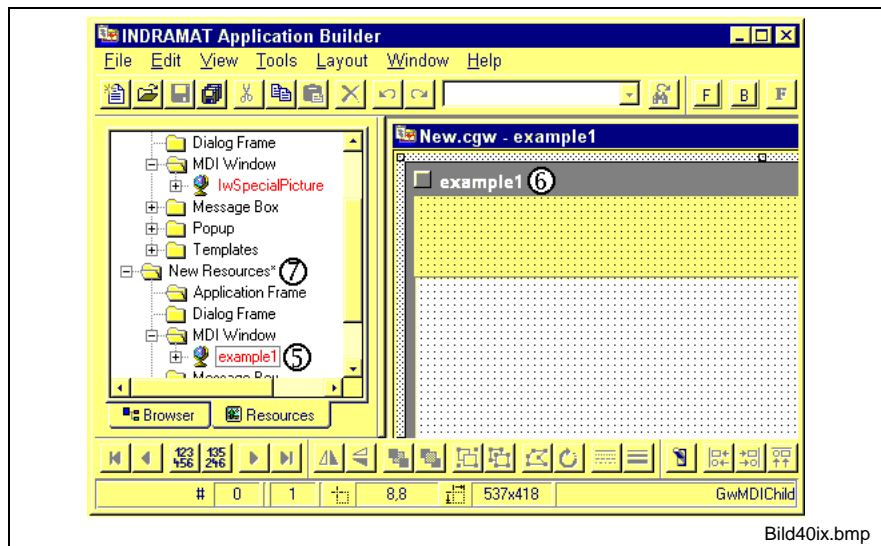 INDRAMAT Application Builder
File Edit View Tools Layout Window Help
F B F
Dialog Frame
MDI Window
IwSpecialPicture
Message Box
Popup
Templates
New Resources* 7
Application Frame
Dialog Frame
MDI Window
example1 5
Message Box
Browser Resources
New.cgw - example1
example1 6
123 456 135 246
# 0 1 8,8 537x418 GwMDIChild
Bild40ix.bmp